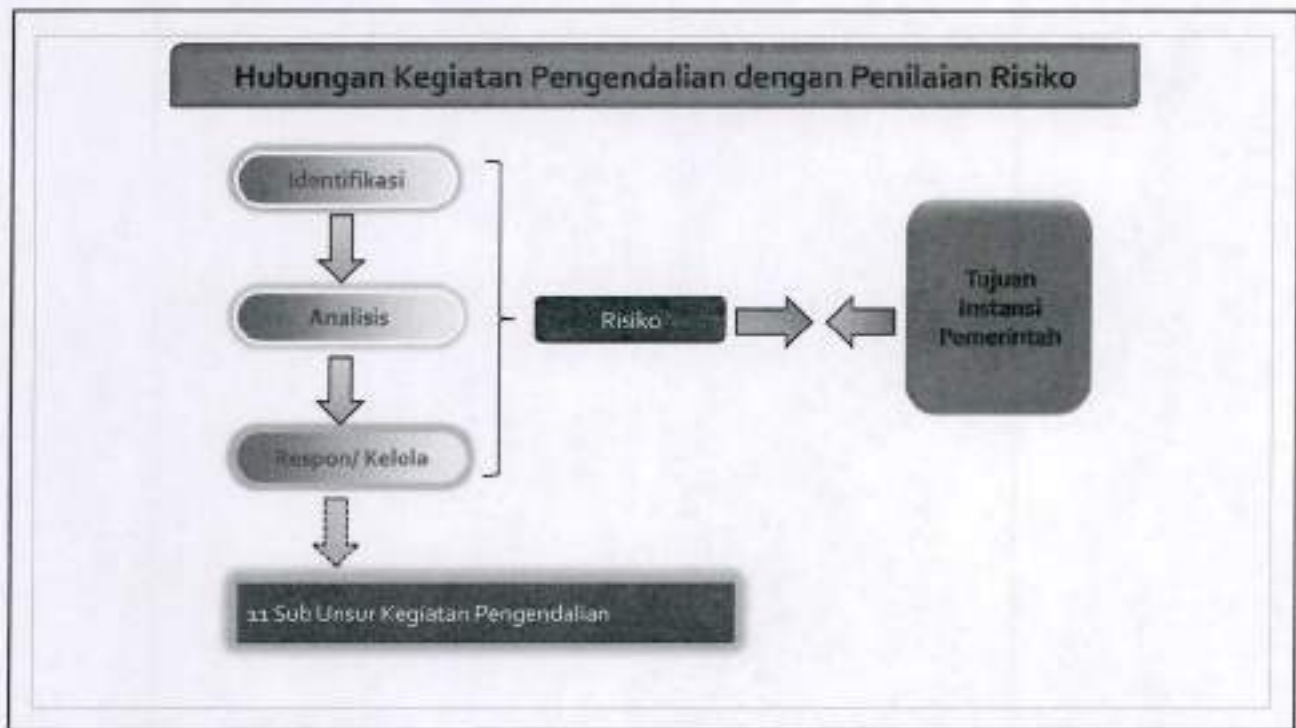 Hubungan Kegiatan Pengendalian dengan Penilaian Risiko
Identifikasi
Analisis
Respon/ Kelola
Risiko
Tujuan
Instansi
Pemerintah
11 Sub Unsur Kegiatan Pengendalian